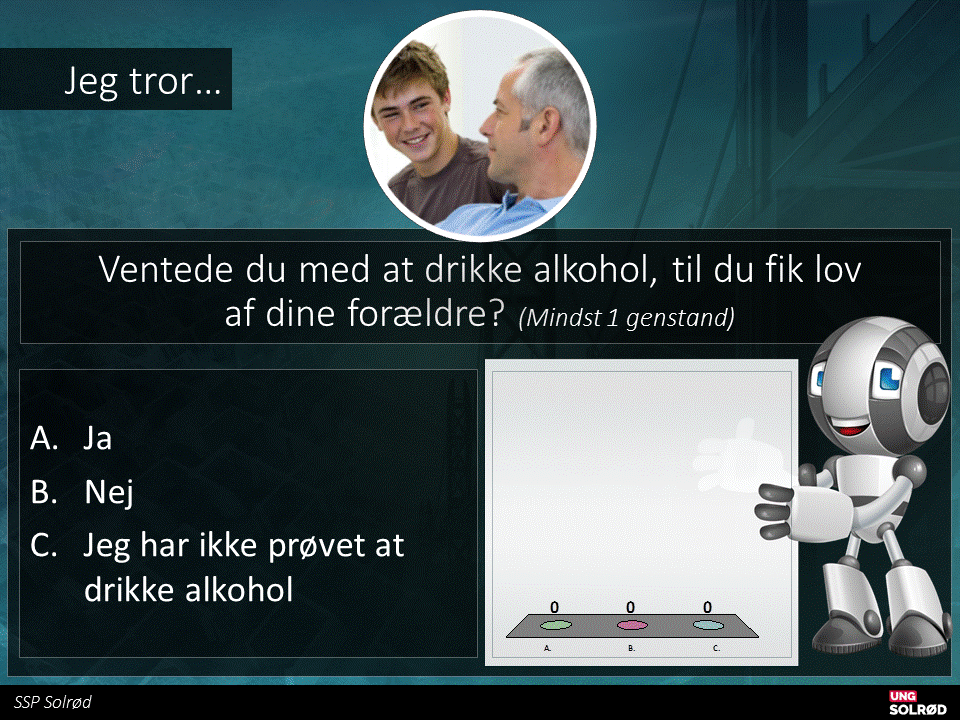 Jeg tror...
Ventede du med at drikke alkohol, til du fik lov
af dine forældre? (Mindst 1 genstand)
A. Ja
B. Nej
C. Jeg har ikke prøvet at
drikke alkohol
0 0 0
A. B. C.
SSP Solrød
UNG
SOLRØD